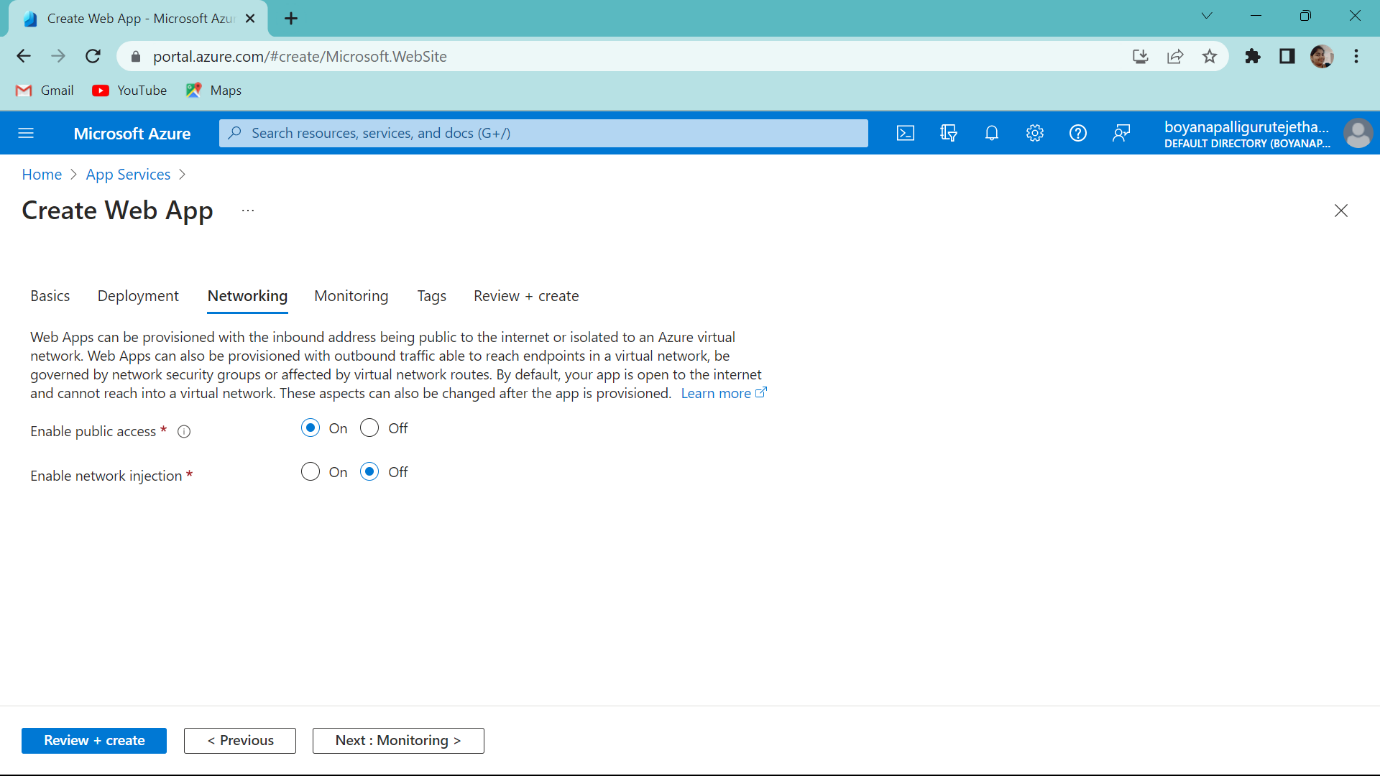 Create Web App - Microsoft Azu
portal.azure.com/#create/Microsoft.WebSite
Gmail YouTube Maps
Microsoft Azure Search resources, services, and docs (G+/) boyanapalligurutejetha...
DEFAULT DIRECTORY (BOYANAP...
Home > App Services >
Create Web App ...
Basics Deployment Networking Monitoring Tags Review + create
Web Apps can be provisioned with the inbound address being public to the internet or isolated to an Azure virtual
network. Web Apps can also be provisioned with outbound traffic able to reach endpoints in a virtual network, be
governed by network security groups or affected by virtual network routes. By default, your app is open to the internet
and cannot reach into a virtual network. These aspects can also be changed after the app is provisioned. Learn more
Enable public access * On Off
Enable network injection * On Off
Review + create < Previous Next : Monitoring >